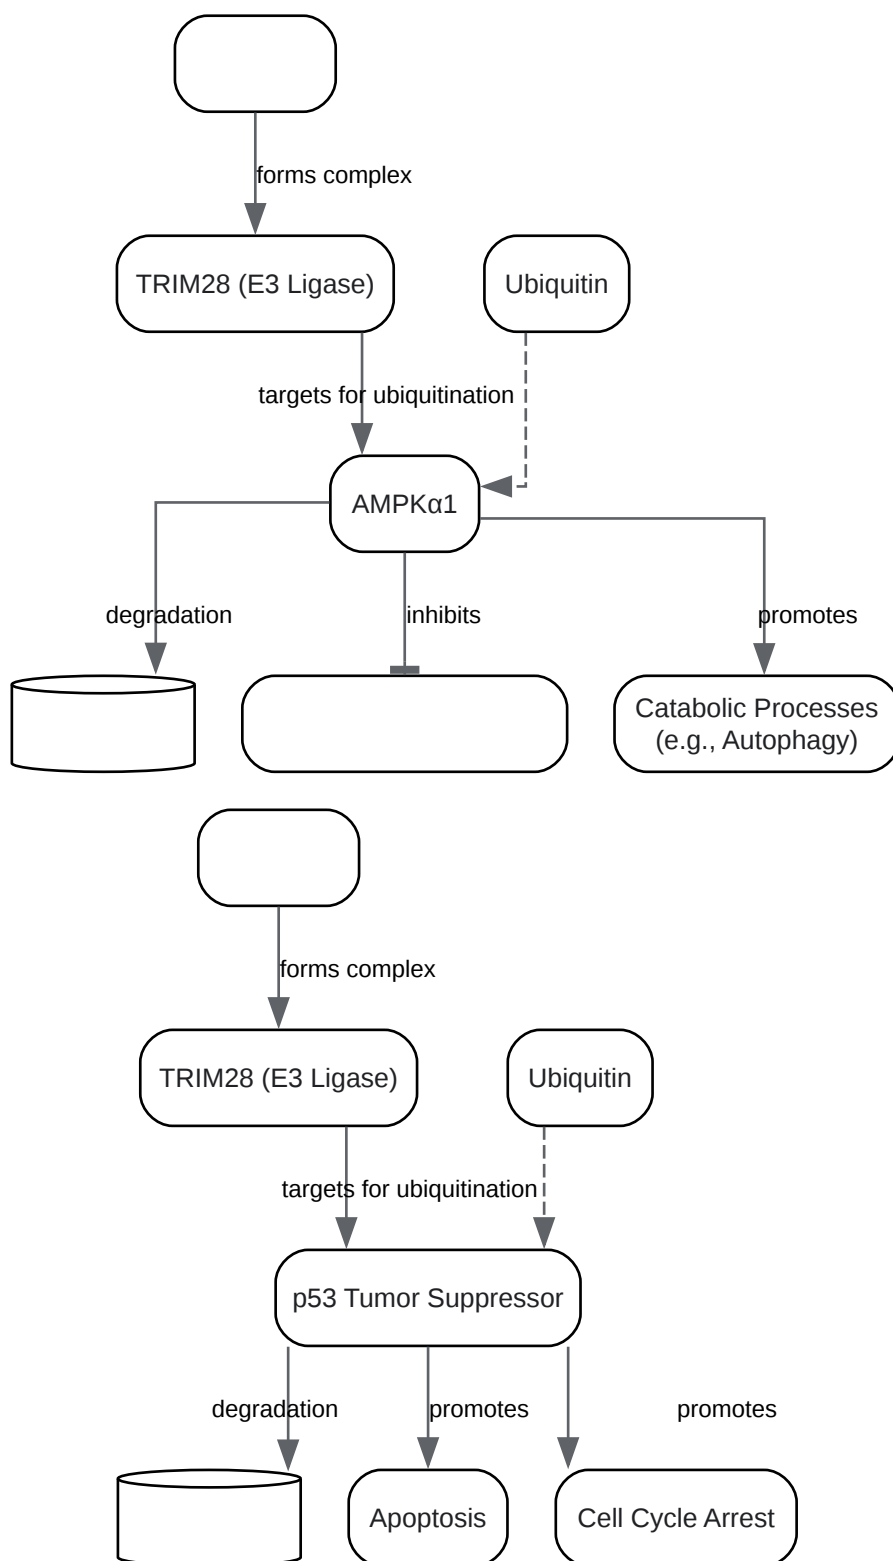 forms complex
TRIM28 (E3 Ligase)
Ubiquitin
targets for ubiquitination
AMPKα1
degradation
inhibits
promotes
Catabolic Processes
(e.g., Autophagy)
forms complex
TRIM28 (E3 Ligase)
Ubiquitin
targets for ubiquitination
p53 Tumor Suppressor
degradation
promotes
promotes
Apoptosis
Cell Cycle Arrest